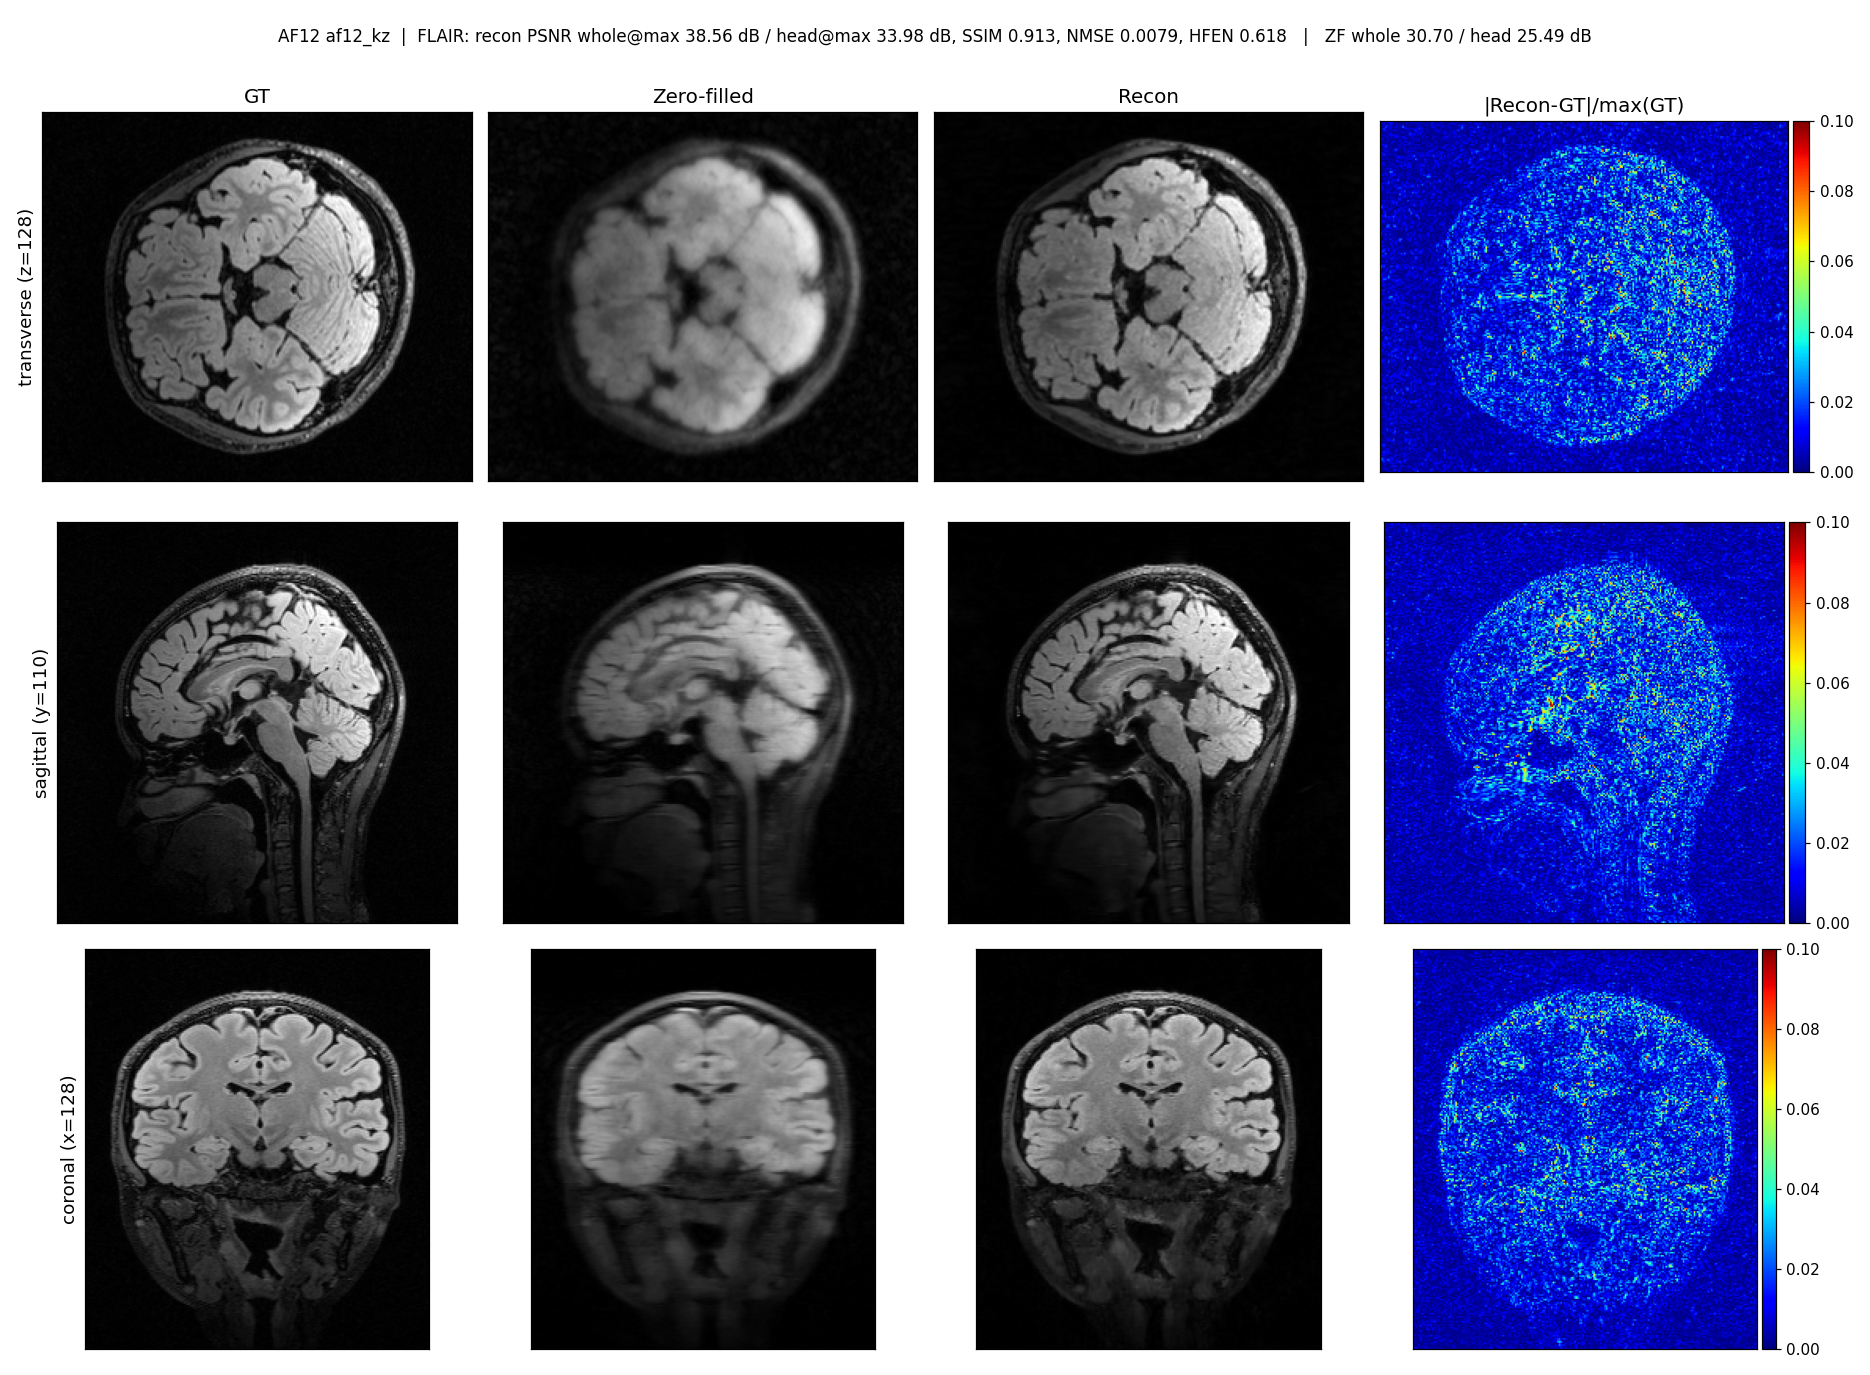 AF12 af12_kz | FLAIR: recon PSNR whole@max 38.56 dB / head@max 33.98 dB, SSIM 0.913, NMSE 0.0079, HFEN 0.618 | ZF whole 30.70 / head 25.49 dB
GT
Zero-filled
Recon
|Recon-GT|/max(GT)
transverse (z=128)
0.10
0.08
0.06
0.04
0.02
0.00
sagittal (y=110)
0.10
0.08
0.06
0.04
0.02
0.00
coronal (x=128)
0.10
0.08
0.06
0.04
0.02
0.00